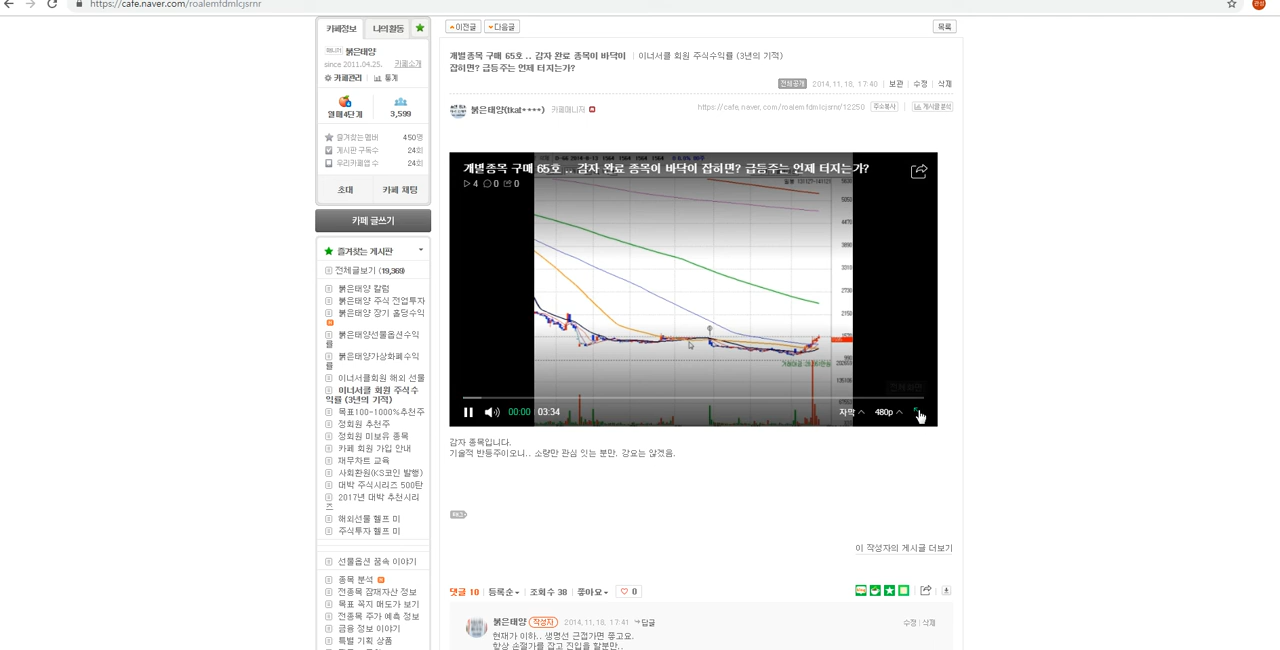 https://cafe.naver.com/roalemfdmlcjsrnr
카페정보
나의활동
이전글
다음글
목록
매니저 붉은태양
since 2011.04.25.
카페소개
카페관리
통계
열매4단계
3,599
즐겨찾는 멤버 450명
게시판 구독수 24회
우리카페앱 수 24회
초대
카페 채팅
카페 글쓰기
즐겨찾는 게시판
전체글보기 (19,369)
붉은태양 칼럼
붉은태양 주식 전업투자
붉은태양 장기 홀딩수익
붉은태양선물옵션수익
률
붉은태양가상화폐수익
률
이너서클회원 해외 선물
이너서클 회원 주식수
익률 (3년의 기적)
목표100-1000%추천주
정회원 추천주
정회원 미보유 종목
카페 회원 가입 안내
재무차트 교육
사회환원(KS코인 발행)
대박 주식시리즈 500탄
2017년 대박 추천시리
즈
해외선물 헬프 미
주식투자 헬프 미
선물옵션 꿈속 이야기
종목 분석
전종목 잠재자산 정보
목표 폭지 매도가 보기
전종목 주가 예측 정보
금융 정보 이야기
특별 기획 상품
개별종목 구매 65호 .. 감자 완료 종목이 바닥이
잡히면? 급등주는 언제 터지는가?
이너서클 회원 주식수익률 (3년의 기적)
전체공개
2014.11.18. 17:40
보관
수정
삭제
붉은태양(tkat****)
카페매니저
https://cafe.naver.com/roalemfdmlcjsrnr/12250
주소복사
게시글 분석
개별종목 구매 65호 .. 감자 완료 종목이 바닥이 잡히면? 급등주는 언제 터지는가?
4
0
0
00:00
03:34
자막
480p
전체 화면
감자 종목입니다.
기술적 반등주이오니.. 소량만 관심 잇는 분만. 강요는 않겠음.
태그
이 작성자의 게시글 더보기
댓글 10
등록순
조회수 38
좋아요
0
붉은태양
작성자
2014.11.18. 17:41
답글
수정
삭제
현재가 이하.. 생명선 근접가면 좋고요.
항상 손절가를 잡고 진입을 할분만..